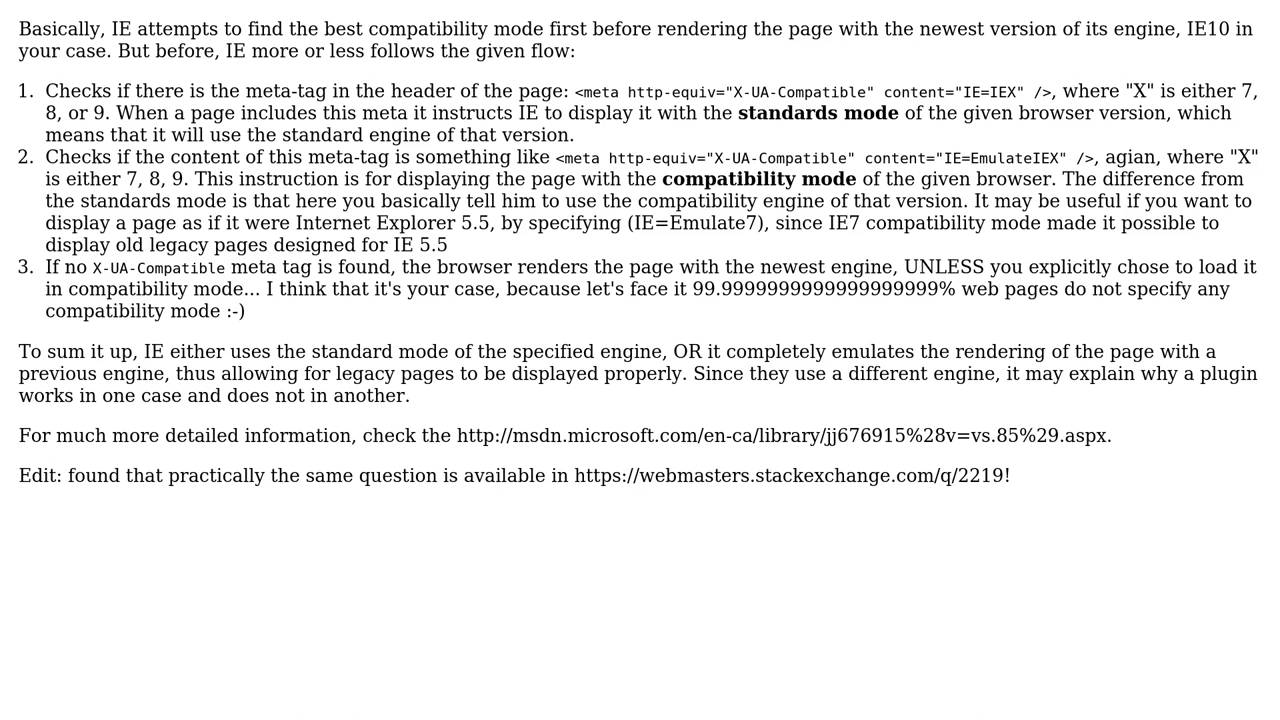 Basically, IE attempts to find the best compatibility mode first before rendering the page with the newest version of its engine, IE10 in
your case. But before, IE more or less follows the given flow:
1. Checks if there is the meta-tag in the header of the page: <meta http-equiv="X-UA-Compatible" content="IE=IEX" />, where "X" is either 7,
8, or 9. When a page includes this meta it instructs IE to display it with the standards mode of the given browser version, which
means that it will use the standard engine of that version.
2. Checks if the content of this meta-tag is something like <meta http-equiv="X-UA-Compatible" content="IE=EmulateIEX" />, agian, where "X"
is either 7, 8, 9. This instruction is for displaying the page with the compatibility mode of the given browser. The difference from
the standards mode is that here you basically tell him to use the compatibility engine of that version. It may be useful if you want to
display a page as if it were Internet Explorer 5.5, by specifying (IE=Emulate7), since IE7 compatibility mode made it possible to
display old legacy pages designed for IE 5.5
3. If no X-UA-Compatible meta tag is found, the browser renders the page with the newest engine, UNLESS you explicitly chose to load it
in compatibility mode... I think that it's your case, because let's face it 99.99999999999999999999% web pages do not specify any
compatibility mode :-)
To sum it up, IE either uses the standard mode of the specified engine, OR it completely emulates the rendering of the page with a
previous engine, thus allowing for legacy pages to be displayed properly. Since they use a different engine, it may explain why a plugin
works in one case and does not in another.
For much more detailed information, check the http://msdn.microsoft.com/en-ca/library/jj676915%28v=vs.85%29.aspx.
Edit: found that practically the same question is available in https://webmasters.stackexchange.com/q/2219!